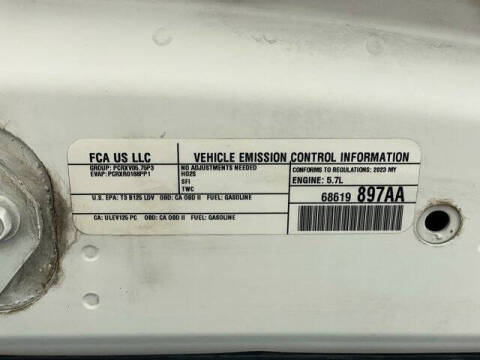 FCA US LLC
GROUP: PCRXV05.75P3
EVAP: PCRXR0168PP1
VEHICLE EMISSION CONTROL INFORMATION
NO ADJUSTMENTS NEEDED
HO2S
SFI
TWC
CONFORMS TO REGULATIONS: 2023 MY
ENGINE: 5.7L
U.S. EPA: T3 B125 LDV OBD: CA OBD II FUEL: GASOLINE
68619 897AA
CA: ULEV125 PC OBD: CA OBD II FUEL: GASOLINE